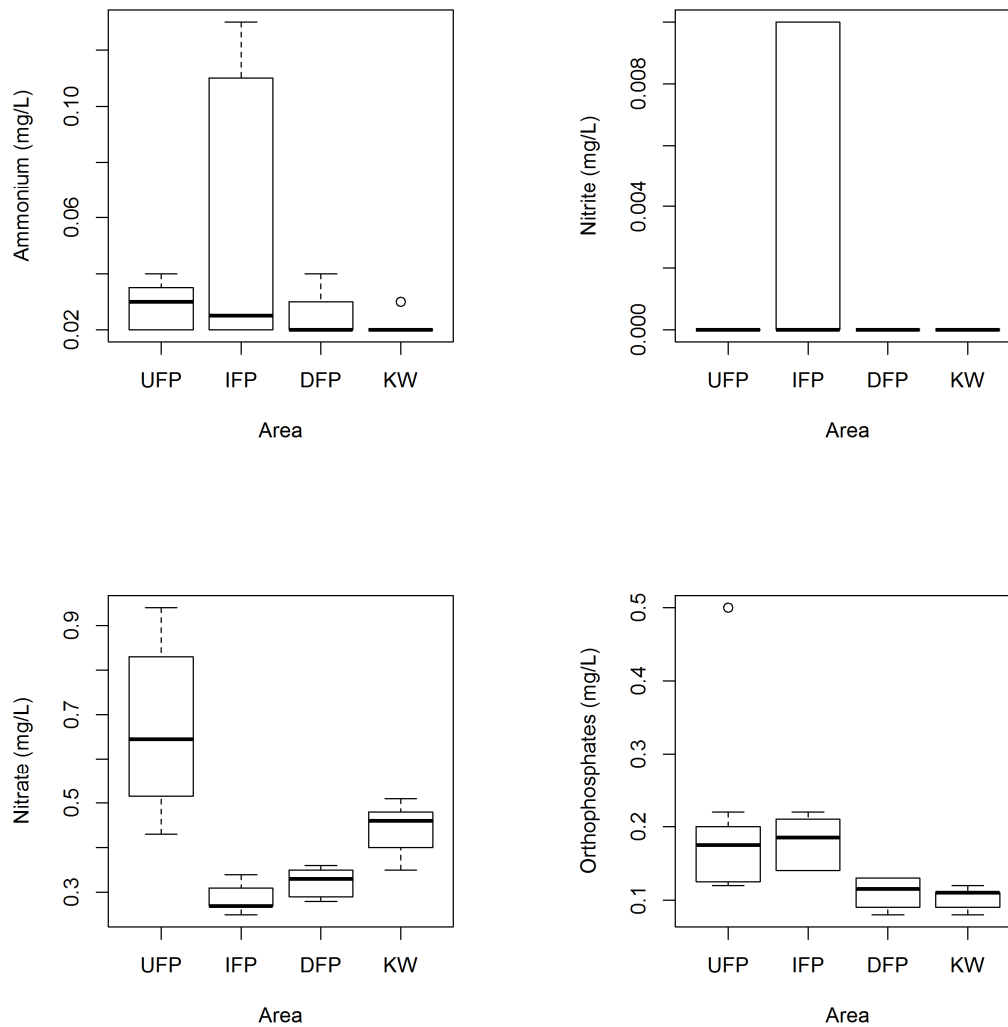 Ammonium (mg/L)
0.10
0.06
0.02
UFP IFP DFP KW
Area
Nitrite (mg/L)
0.008
0.004
0.000
UFP IFP DFP KW
Area
Nitrate (mg/L)
0.9
0.7
0.5
0.3
UFP IFP DFP KW
Area
Orthophosphates (mg/L)
0.5
0.4
0.3
0.2
0.1
UFP IFP DFP KW
Area